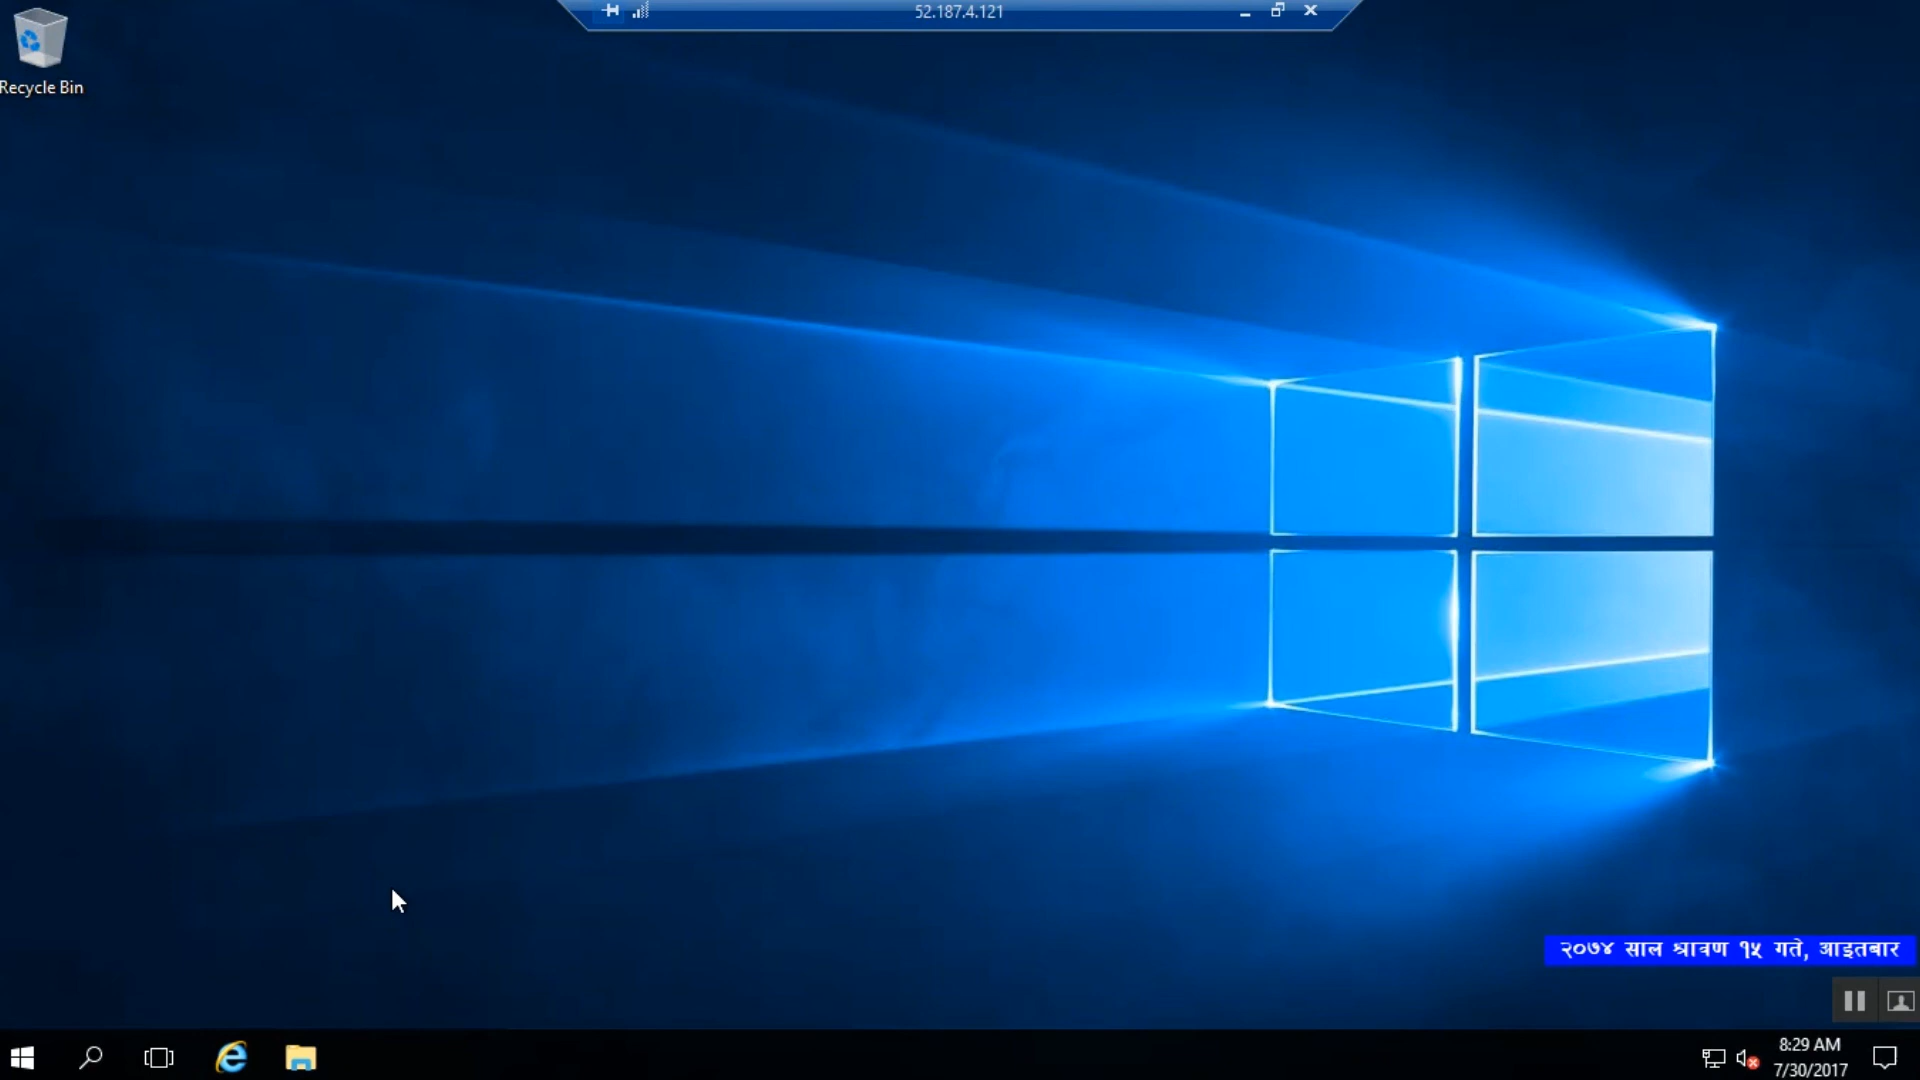 52.187.4.121
Recycle Bin
२०७४ साल श्रावण १५ गते, आइतबार
8:29 AM
7/30/2017